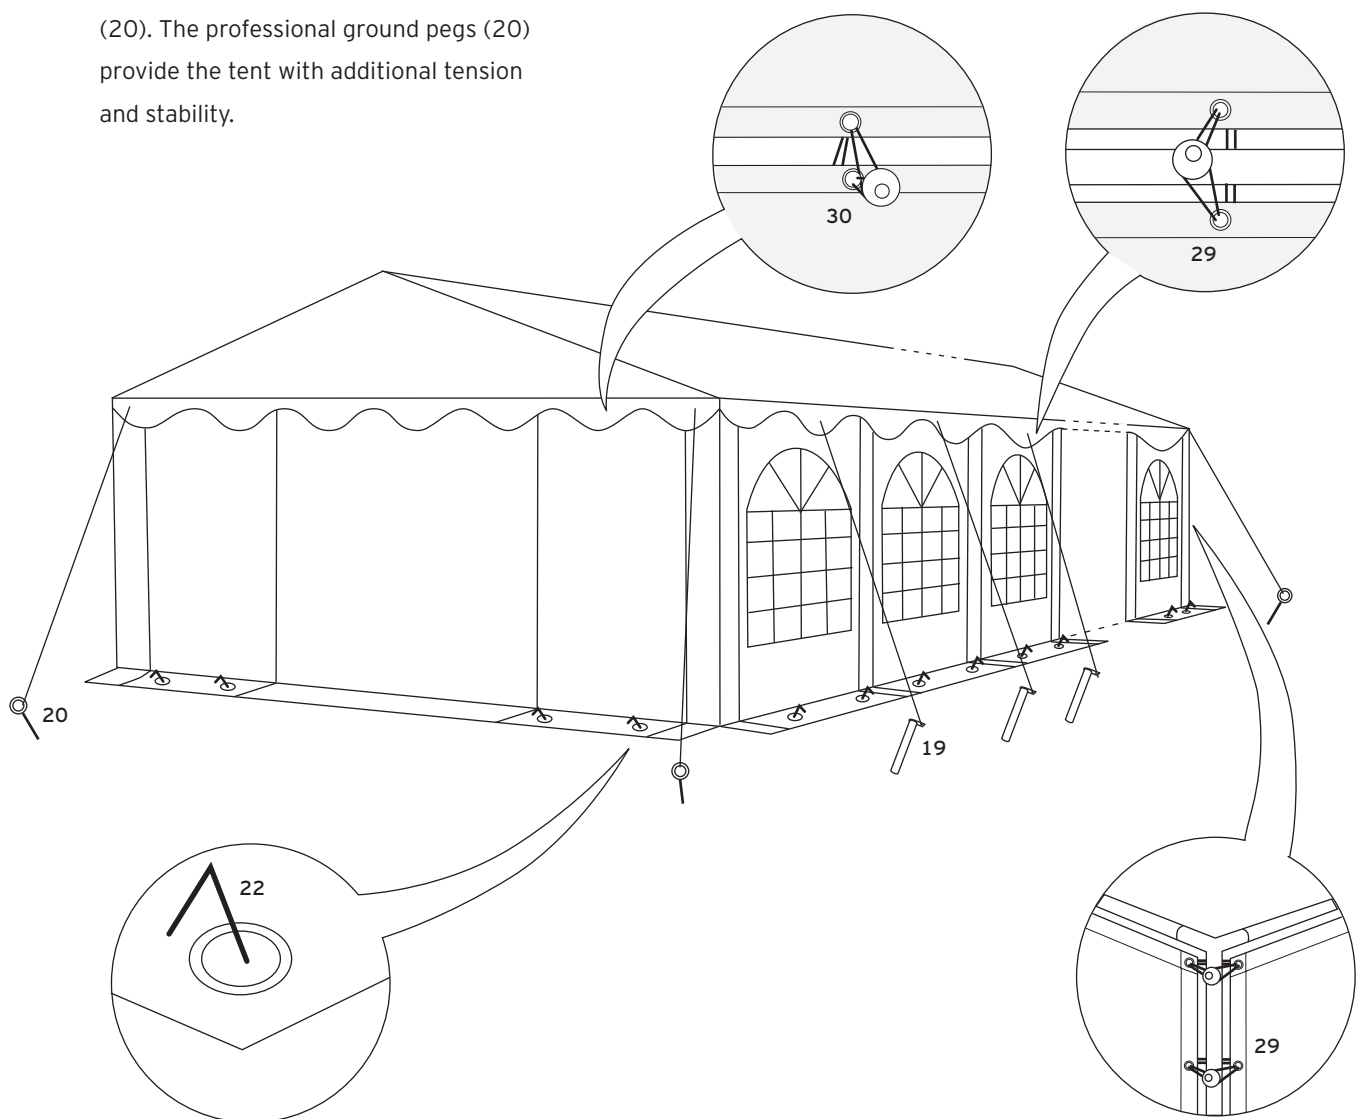 (20). The professional ground pegs (20)
provide the tent with additional tension
and stability.
30
29
20
19
22
29